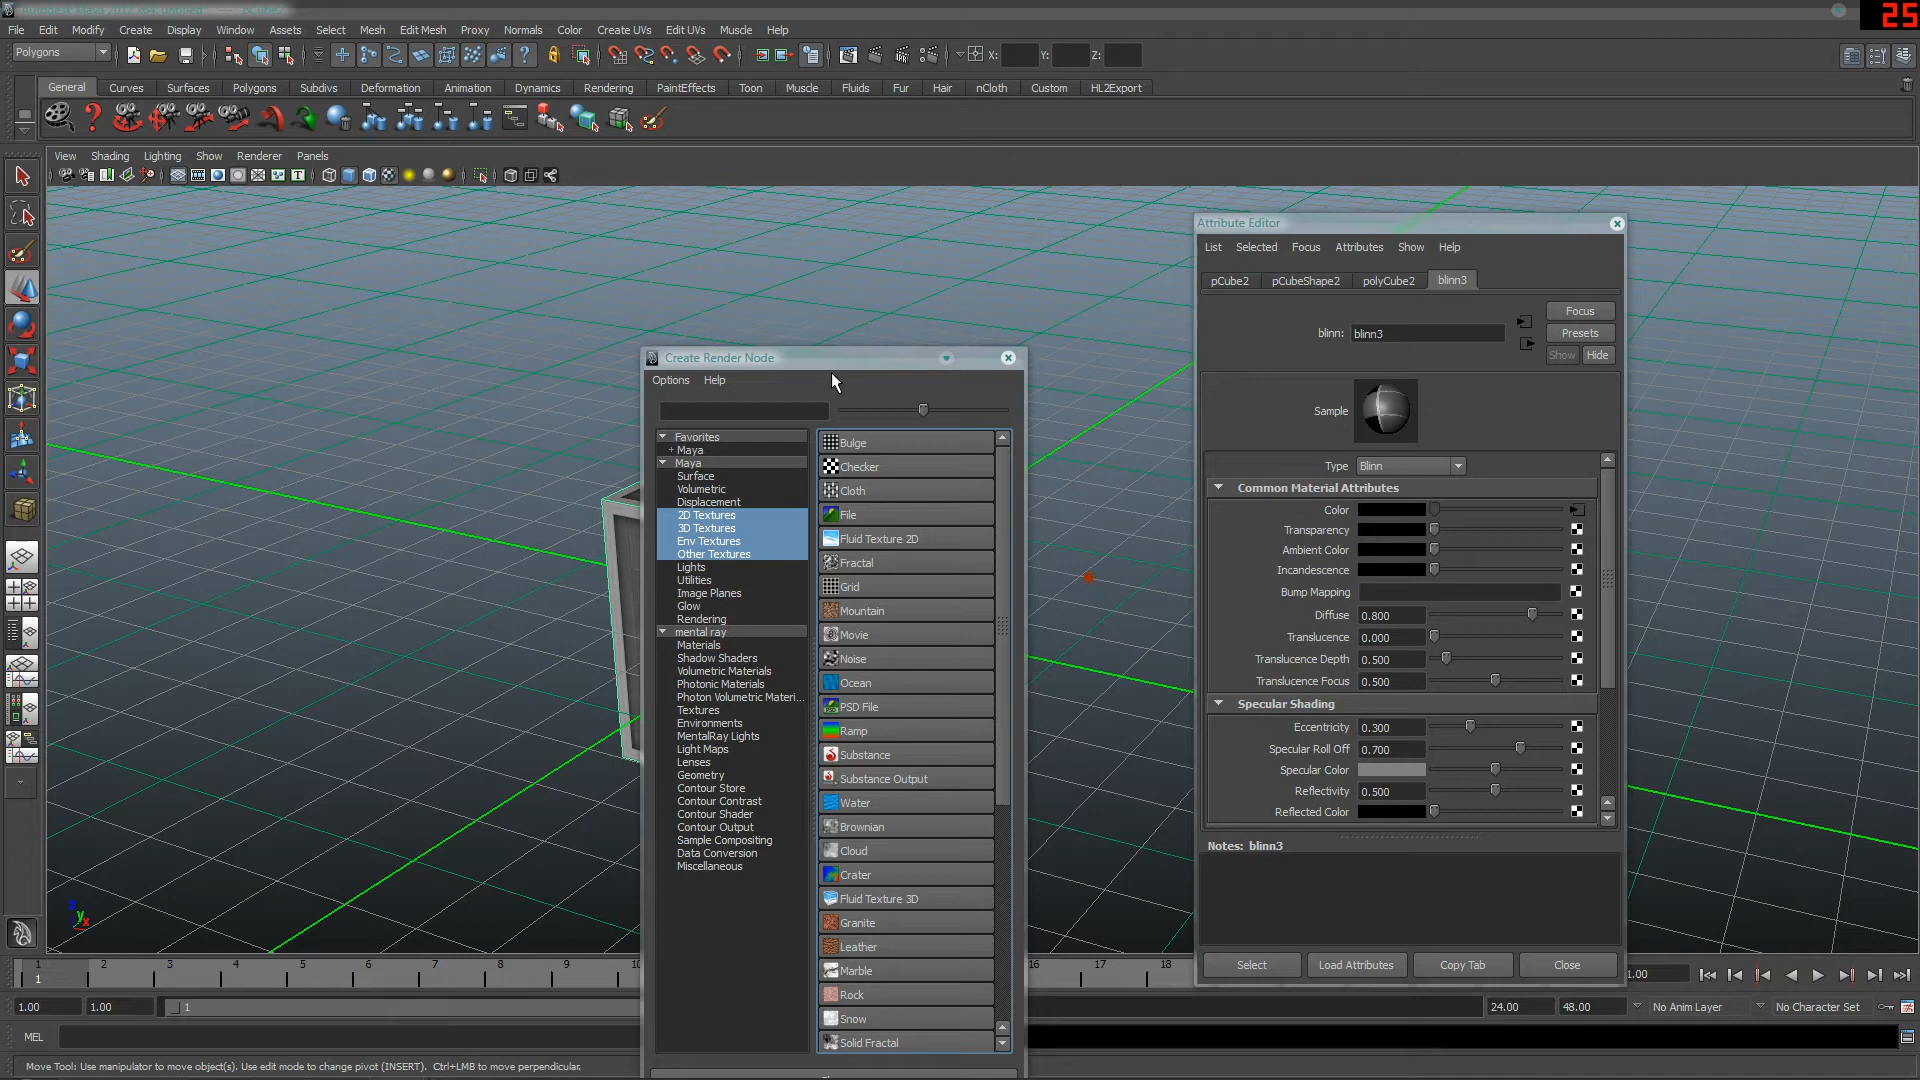 Autodesk Maya 2012 x64: untitled* --- pCube2
25
File Edit Modify Create Display Window Assets Select Mesh Edit Mesh Proxy Normals Color Create UVs Edit UVs Muscle Help
Polygons X: Y: Z:
General Curves Surfaces Polygons Subdivs Deformation Animation Dynamics Rendering PaintEffects Toon Muscle Fluids Fur Hair nCloth Custom HL2Export
View Shading Lighting Show Renderer Panels
Attribute Editor
List Selected Focus Attributes Show Help
pCube2 pCubeShape2 polyCube2 blinn3
Focus
blinn: blinn3 Presets
Show Hide
Sample
Type Blinn
Common Material Attributes
Color
Transparency
Ambient Color
Incandescence
Bump Mapping
Diffuse 0.800
Translucence 0.000
Translucence Depth 0.500
Translucence Focus 0.500
Specular Shading
Eccentricity 0.300
Specular Roll Off 0.700
Specular Color
Reflectivity 0.500
Reflected Color
Notes: blinn3
Select Load Attributes Copy Tab Close
Create Render Node
Options Help
Favorites
+ Maya
Maya
Surface
Volumetric
Displacement
2D Textures
3D Textures
Env Textures
Other Textures
Lights
Utilities
Image Planes
Glow
Rendering
mental ray
Materials
Shadow Shaders
Volumetric Materials
Photonic Materials
Photon Volumetric Materi...
Textures
Environments
MentalRay Lights
Light Maps
Lenses
Geometry
Contour Store
Contour Contrast
Contour Shader
Contour Output
Sample Compositing
Data Conversion
Miscellaneous
Bulge
Checker
Cloth
File
Fluid Texture 2D
Fractal
Grid
Mountain
Movie
Noise
Ocean
PSD File
Ramp
Substance
Substance Output
Water
Brownian
Cloud
Crater
Fluid Texture 3D
Granite
Leather
Marble
Rock
Snow
Solid Fractal
y x
1 2 3 4 5 6 7 8 9 10 16 17 18
1 1.00
1.00 1.00 1 24.00 48.00 No Anim Layer No Character Set
MEL
Move Tool: Use manipulator to move object(s). Use edit mode to change pivot (INSERT). Ctrl+LMB to move perpendicular.